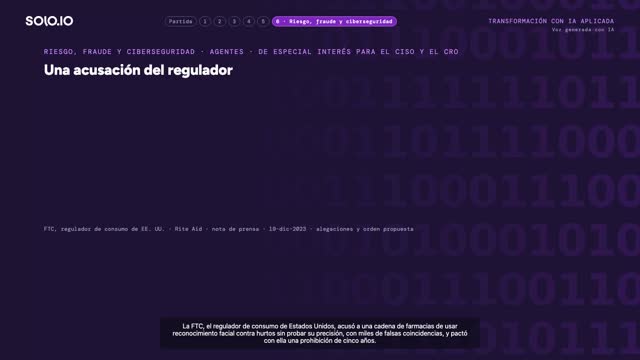 SOLO.IO
Partida 1 2 3 4 5 6 · Riesgo, fraude y ciberseguridad
TRANSFORMACIÓN CON IA APLICADA
Voz generada con IA
RIESGO, FRAUDE Y CIBERSEGURIDAD · AGENTES · DE ESPECIAL INTERÉS PARA EL CISO Y EL CRO
Una acusación del regulador
FTC, regulador de consumo de EE. UU. · Rite Aid · nota de prensa · 19-dic-2023 · alegaciones y orden propuesta
La FTC, el regulador de consumo de Estados Unidos, acusó a una cadena de farmacias de usar
reconocimiento facial contra hurtos sin probar su precisión, con miles de falsas coincidencias, y pactó
con ella una prohibición de cinco años.